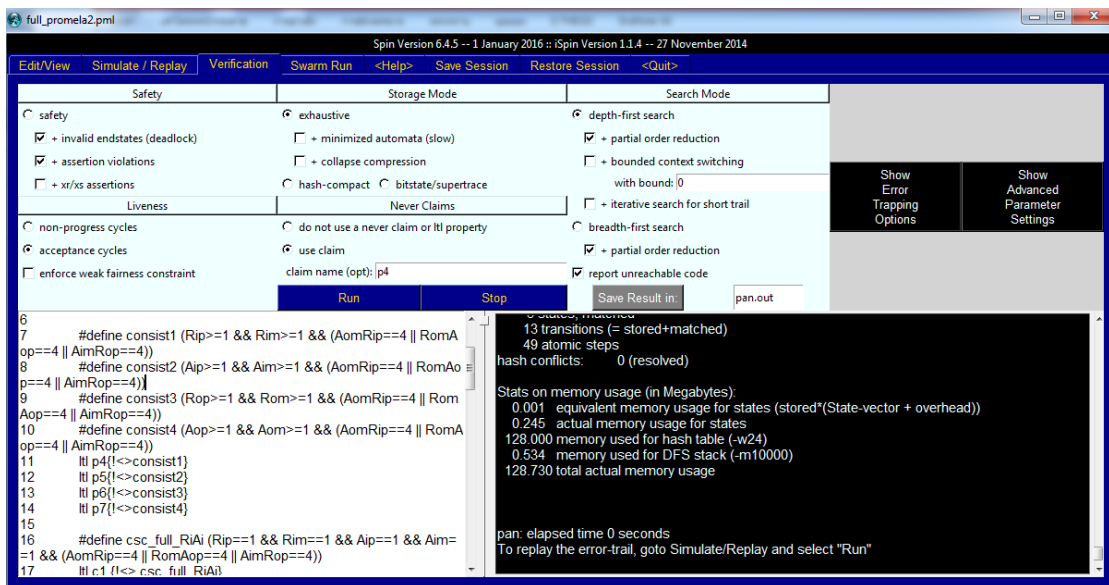 full_promela2.pml
Spin Version 6.4.5 -- 1 January 2016 :: iSpin Version 1.1.4 -- 27 November 2014
Edit/View Simulate / Replay Verification Swarm Run <Help> Save Session Restore Session <Quit>
Safety Storage Mode Search Mode
safety exhaustive depth-first search
+ invalid endstates (deadlock) + minimized automata (slow) + partial order reduction
+ assertion violations + collapse compression + bounded context switching
+ xr/xs assertions hash-compact bitstate/supertrace with bound: 0
Liveness Never Claims + iterative search for short trail
non-progress cycles do not use a never claim or ltl property breadth-first search
acceptance cycles use claim + partial order reduction
enforce weak fairness constraint claim name (opt): p4 report unreachable code
Run Stop Save Result in: pan.out
Show
Error
Trapping
Options
Show
Advanced
Parameter
Settings
6
7 #define consist1 (Rip>=1 && Rim>=1 && (AomRip==4 || RomA
op==4 || AimRop==4))
8 #define consist2 (Aip>=1 && Aim>=1 && (AomRip==4 || RomAo
p==4 || AimRop==4))
9 #define consist3 (Rop>=1 && Rom>=1 && (AomRip==4 || Rom
Aop==4 || AimRop==4))
10 #define consist4 (Aop>=1 && Aom>=1 && (AomRip==4 || RomA
op==4 || AimRop==4))
11 ltl p4{!<>consist1}
12 ltl p5{!<>consist2}
13 ltl p6{!<>consist3}
14 ltl p7{!<>consist4}
15
16 #define csc_full_RiAi (Rip==1 && Rim==1 && Aip==1 && Aim=
=1 && (AomRip==4 || RomAop==4 || AimRop==4))
17 ltl c1 {!<> csc_full_RiAi}
states, matched
13 transitions (= stored+matched)
49 atomic steps
hash conflicts: 0 (resolved)
Stats on memory usage (in Megabytes):
0.001 equivalent memory usage for states (stored*(State-vector + overhead))
0.245 actual memory usage for states
128.000 memory used for hash table (-w24)
0.534 memory used for DFS stack (-m10000)
128.730 total actual memory usage
pan: elapsed time 0 seconds
To replay the error-trail, goto Simulate/Replay and select "Run"